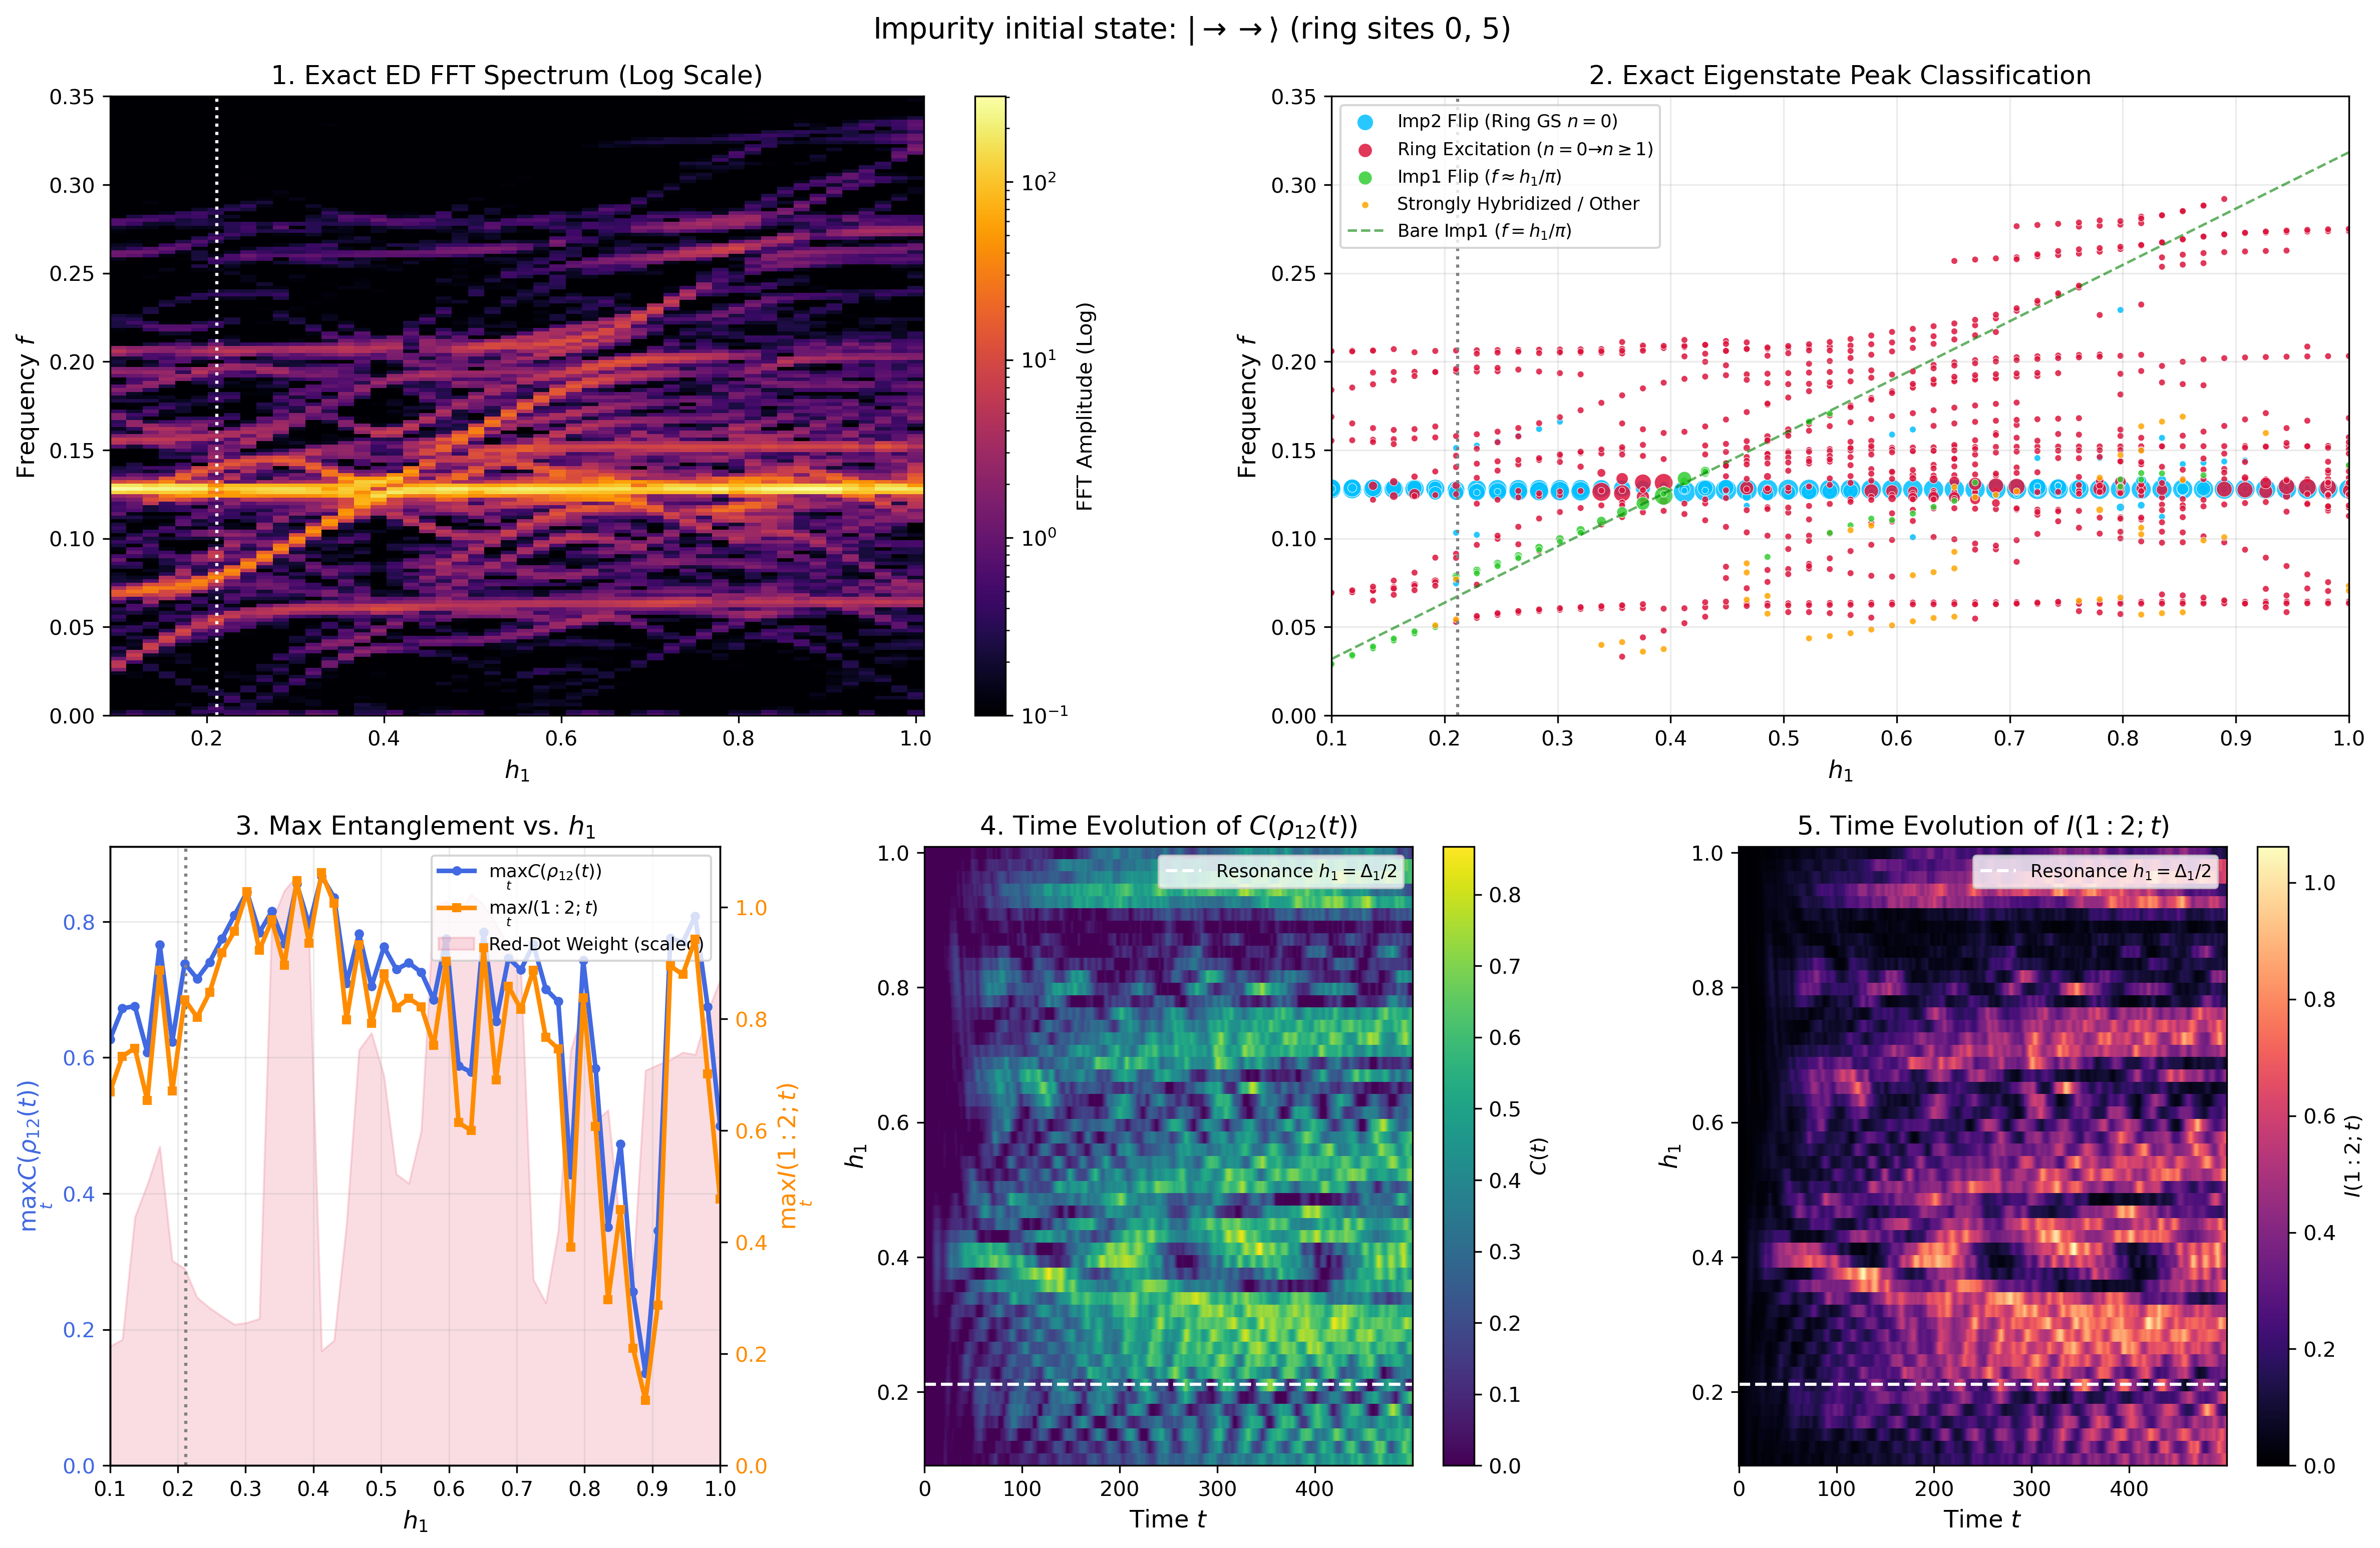 Impurity initial state: |→→⟩ (ring sites 0, 5)
1. Exact ED FFT Spectrum (Log Scale)
Frequency f
0.35
0.30
0.25
0.20
0.15
0.10
0.05
0.00
0.2 0.4 0.6 0.8 1.0
h₁
10²
10¹
10⁰
10⁻¹
FFT Amplitude (Log)
2. Exact Eigenstate Peak Classification
Frequency f
0.35
0.30
0.25
0.20
0.15
0.10
0.05
0.00
Imp2 Flip (Ring GS n = 0)
Ring Excitation (n = 0→n ≥ 1)
Imp1 Flip (f ≈ h₁/π)
Strongly Hybridized / Other
Bare Imp1 (f = h₁/π)
0.1 0.2 0.3 0.4 0.5 0.6 0.7 0.8 0.9 1.0
h₁
3. Max Entanglement vs. h₁
max C(ρ₁₂(t))
t
0.8
0.6
0.4
0.2
0.0
max C(ρ₁₂(t))
t
max I(1 : 2; t)
t
Red-Dot Weight (scaled)
1.0
0.8
0.6
0.4
0.2
0.0
max I(1 : 2; t)
t
0.1 0.2 0.3 0.4 0.5 0.6 0.7 0.8 0.9 1.0
h₁
4. Time Evolution of C(ρ₁₂(t))
h₁
1.0
0.8
0.6
0.4
0.2
Resonance h₁ = Δ₁/2
0 100 200 300 400
Time t
0.8
0.7
0.6
0.5
0.4
0.3
0.2
0.1
0.0
C(t)
5. Time Evolution of I(1 : 2; t)
h₁
1.0
0.8
0.6
0.4
0.2
Resonance h₁ = Δ₁/2
0 100 200 300 400
Time t
1.0
0.8
0.6
0.4
0.2
0.0
I(1 : 2; t)